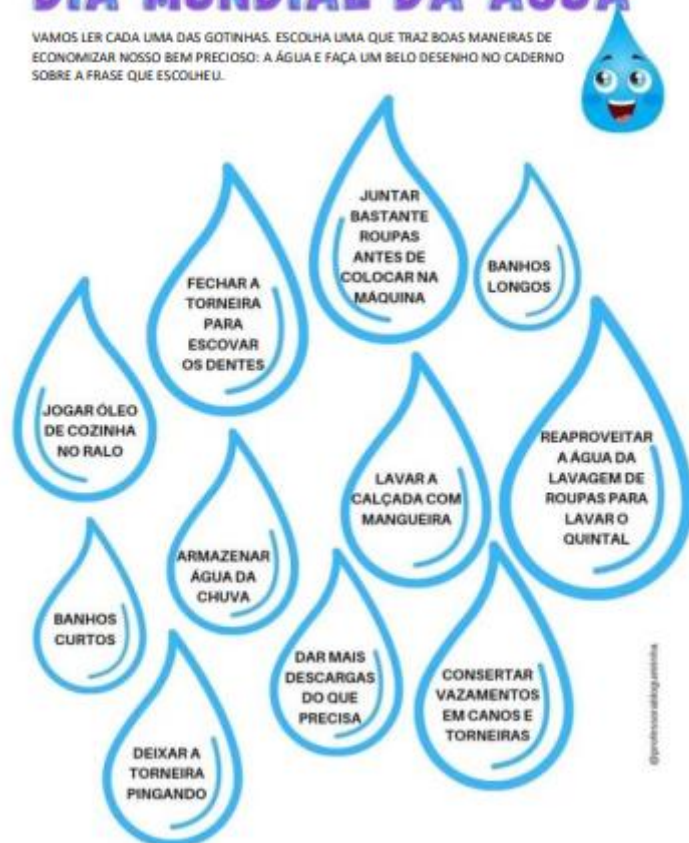 DIA MUNDIAL DA ÁGUA
VAMOS LER CADA UMA DAS GOTINHAS. ESCOLHA UMA QUE TRAZ BOAS MANEIRAS DE
ECONOMIZAR NOSSO BEM PRECIOSO: A ÁGUA E FAÇA UM BELO DESENHO NO CADERNO
SOBRE A FRASE QUE ESCOLHEU.
JUNTAR
BASTANTE
ROUPAS
ANTES DE
COLOCAR NA
MÁQUINA
BANHOS
LONGOS
FECHAR A
TORNEIRA
PARA
ESCOVAR
OS DENTES
JOGAR ÓLEO
DE COZINHA
NO RALO
REAPROVEITAR
A ÁGUA DA
LAVAGEM DE
ROUPAS PARA
LAVAR O
QUINTAL
LAVAR A
CALÇADA COM
MANGUEIRA
ARMAZENAR
ÁGUA DA
CHUVA
BANHOS
CURTOS
DAR MAIS
DESCARGAS
DO QUE
PRECISA
CONSERTAR
VAZAMENTOS
EM CANOS E
TORNEIRAS
DEIXAR A
TORNEIRA
PINGANDO